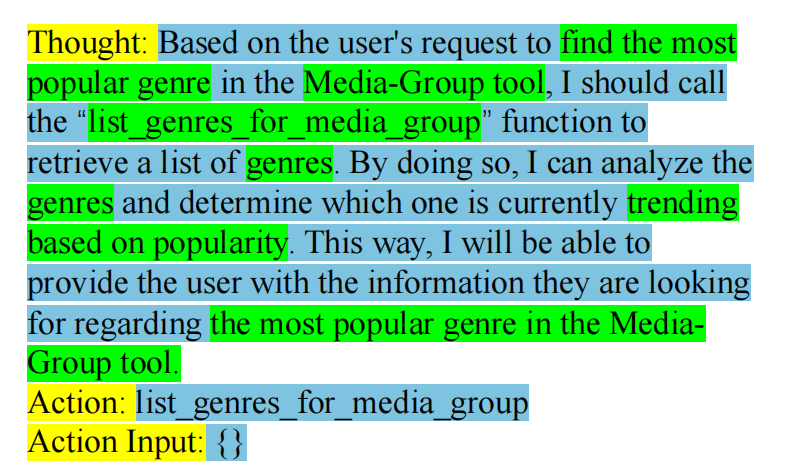 Thought: Based on the user's request to find the most
popular genre in the Media-Group tool, I should call
the “list_genres_for_media_group” function to
retrieve a list of genres. By doing so, I can analyze the
genres and determine which one is currently trending
based on popularity. This way, I will be able to
provide the user with the information they are looking
for regarding the most popular genre in the Media-
Group tool.
Action: list_genres_for_media_group
Action Input: {}